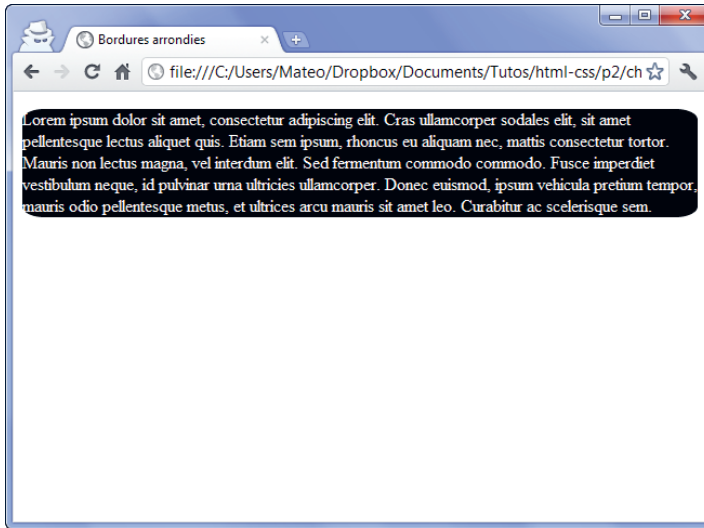 Bordures arrondies
file:///C:/Users/Mateo/Dropbox/Documents/Tutos/html-css/p2/ch
Lorem ipsum dolor sit amet, consectetur adipiscing elit. Cras ullamcorper sodales elit, sit amet
pellentesque lectus aliquet quis. Etiam sem ipsum, rhoncus eu aliquam nec, mattis consectetur tortor.
Mauris non lectus magna, vel interdum elit. Sed fermentum commodo commodo. Fusce imperdiet
vestibulum neque, id pulvinar urna ultricies ullamcorper. Donec euismod, ipsum vehicula pretium tempor,
mauris odio pellentesque metus, et ultrices arcu mauris sit amet leo. Curabitur ac scelerisque sem.